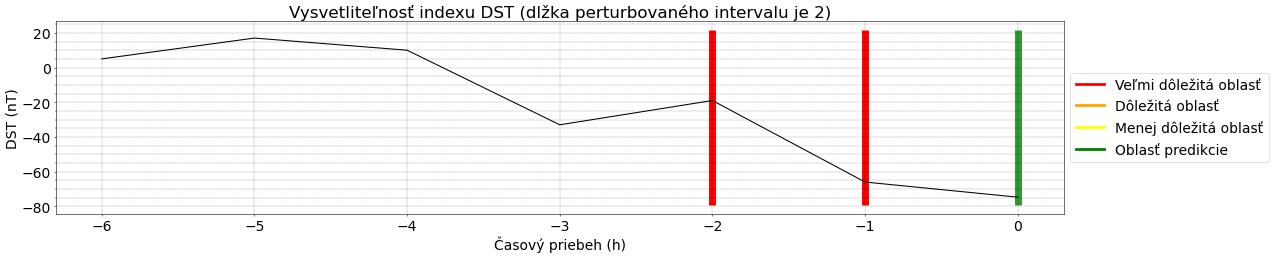 Vysvetliteľnosť indexu DST (dĺžka perturbovaného intervalu je 2)
DST (nT)
20
0
−20
−40
−60
−80
−6
−5
−4
−3
−2
−1
0
Časový priebeh (h)
Veľmi dôležitá oblasť
Dôležitá oblasť
Menej dôležitá oblasť
Oblasť predikcie